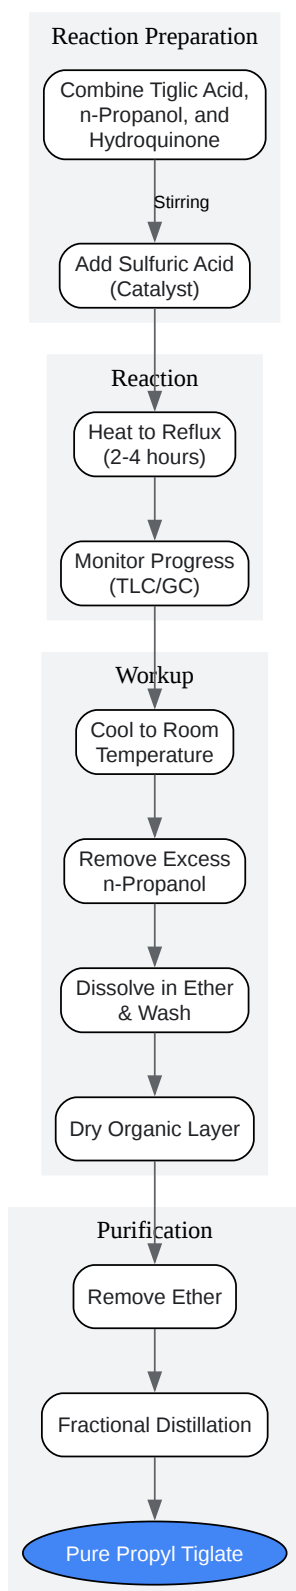 Reaction Preparation
Combine Tiglic Acid,
n-Propanol, and
Hydroquinone
Stirring
Add Sulfuric Acid
(Catalyst)
Reaction
Heat to Reflux
(2-4 hours)
Monitor Progress
(TLC/GC)
Workup
Cool to Room
Temperature
Remove Excess
n-Propanol
Dissolve in Ether
& Wash
Dry Organic Layer
Purification
Remove Ether
Fractional Distillation
Pure Propyl Tiglate